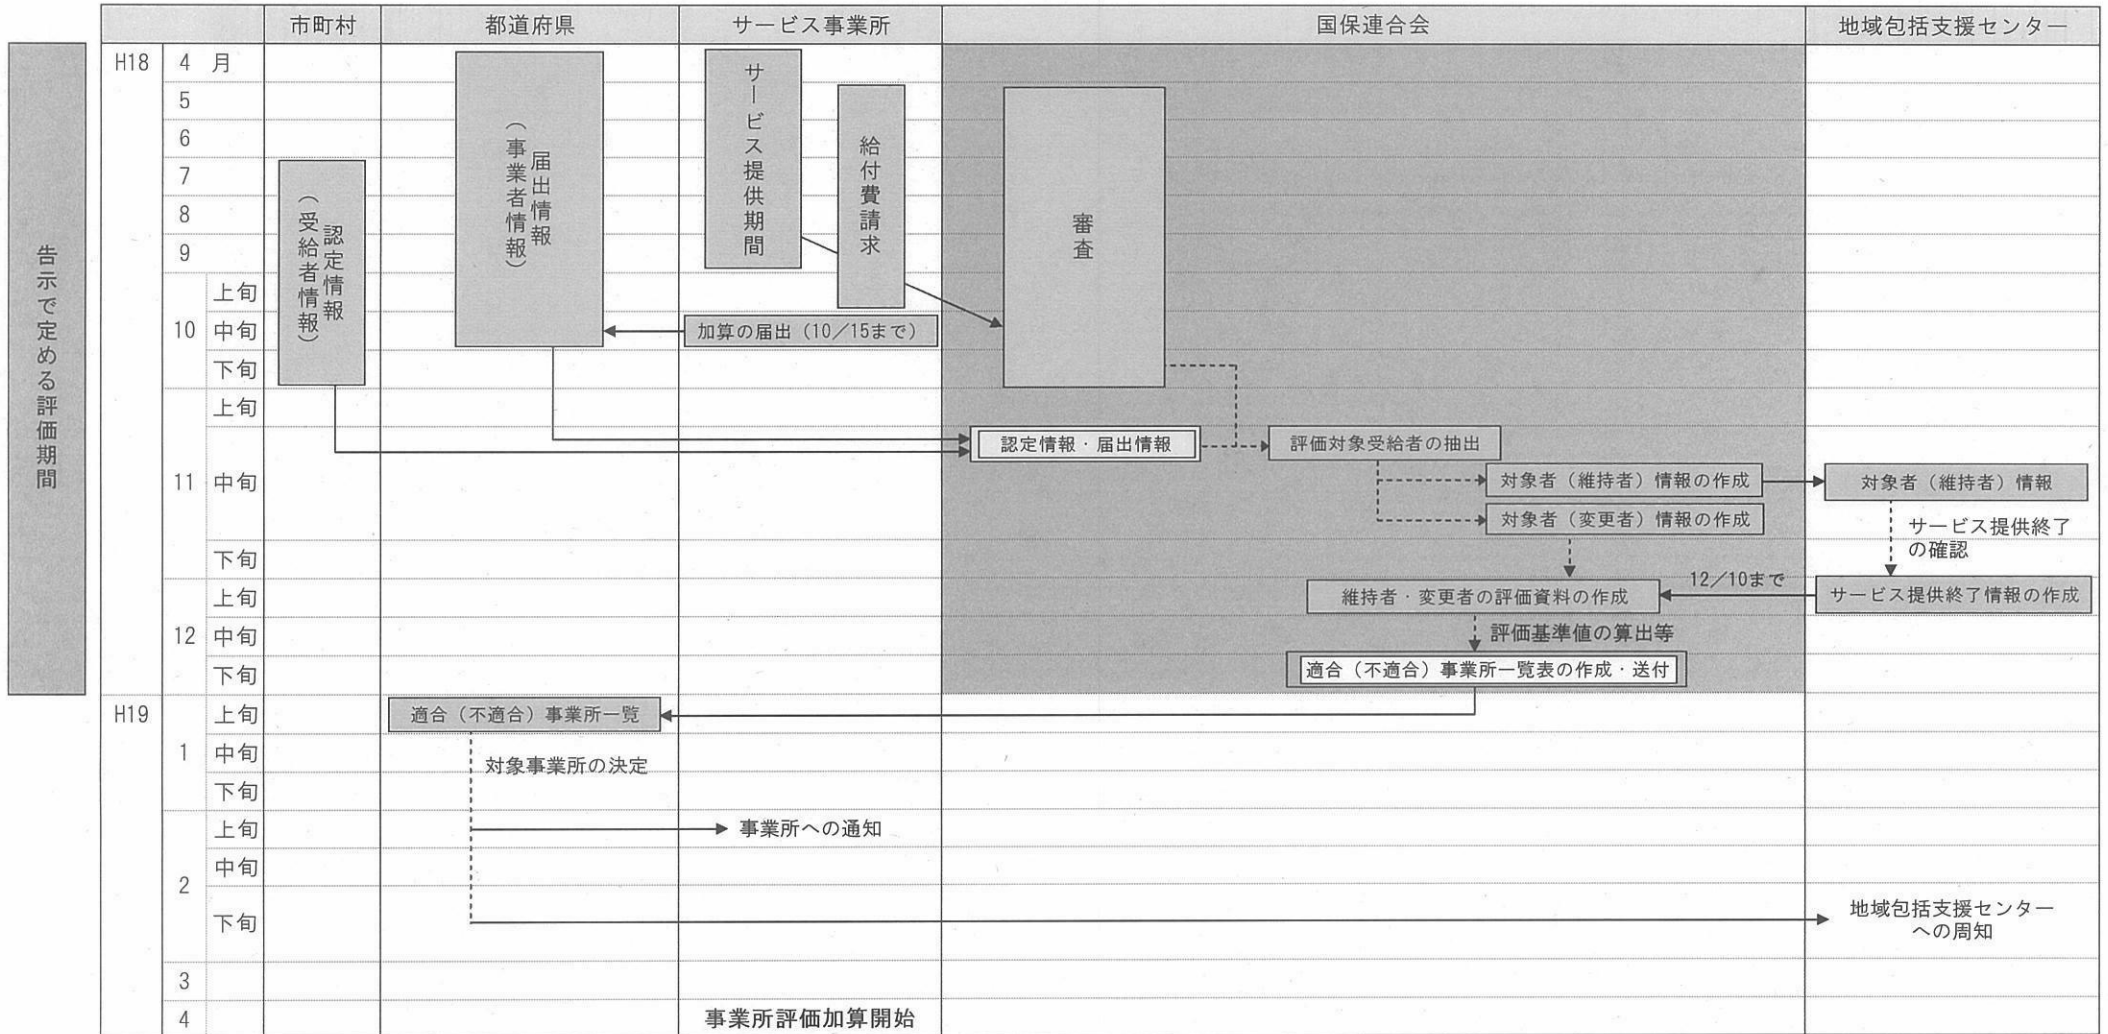 市町村
都道府県
サービス事業所
国保連合会
地域包括支援センター
告示で定める評価期間
H18
4 月
5
6
7
8
9
10
上旬
中旬
下旬
11
上旬
中旬
下旬
12
上旬
中旬
下旬
H19
1
上旬
中旬
下旬
2
上旬
中旬
下旬
3
4
認定情報
（受給者情報）
届出情報
（事業者情報）
サービス提供期間
給付費請求
審査
加算の届出（10／15まで）
認定情報・届出情報
評価対象受給者の抽出
対象者（維持者）情報の作成
対象者（維持者）情報
対象者（変更者）情報の作成
サービス提供終了
の確認
12／10まで
維持者・変更者の評価資料の作成
サービス提供終了情報の作成
評価基準値の算出等
適合（不適合）事業所一覧表の作成・送付
適合（不適合）事業所一覧
対象事業所の決定
事業所への通知
地域包括支援センター
への周知
事業所評価加算開始